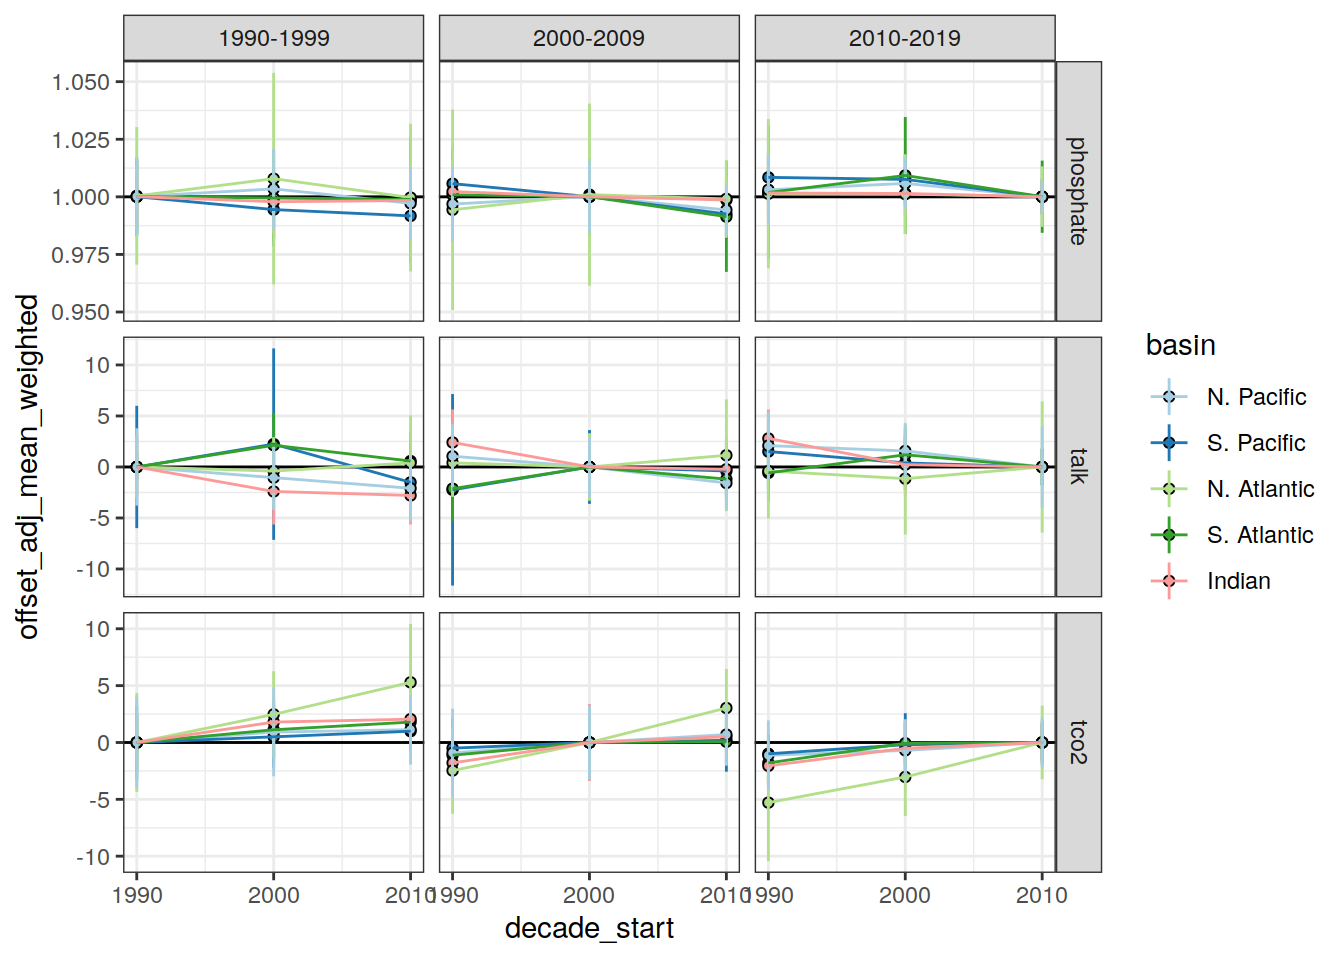 1990-1999 2000-2009 2010-2019
1.050
1.025
1.000
0.975
0.950
phosphate
10
5
0
-5
-10
talk
10
5
0
-5
-10
tco2
1990 2000 2010 1990 2000 2010 1990 2000 2010
decade_start
offset_adj_mean_weighted
basin
N. Pacific
S. Pacific
N. Atlantic
S. Atlantic
Indian